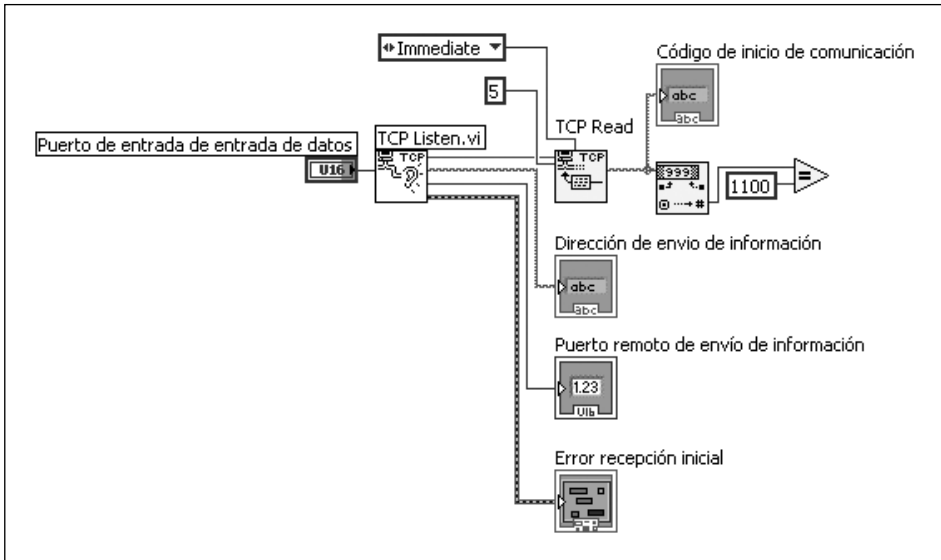 Immediate
Código de inicio de comunicación
abc
abc
5
TCP Read
Puerto de entrada de entrada de datos
TCP Listen.vi
U16
TCP
TCP
999
1100
=
#
Dirección de envio de información
abc
abc
Puerto remoto de envío de información
1.23
U16
Error recepción inicial